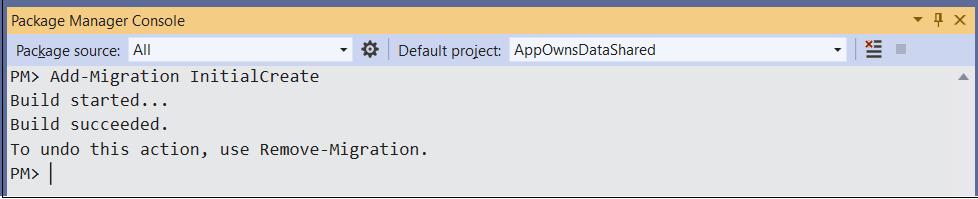 Package Manager Console
Package source: All Default project: AppOwnsDataShared
PM> Add-Migration InitialCreate
Build started...
Build succeeded.
To undo this action, use Remove-Migration.
PM>